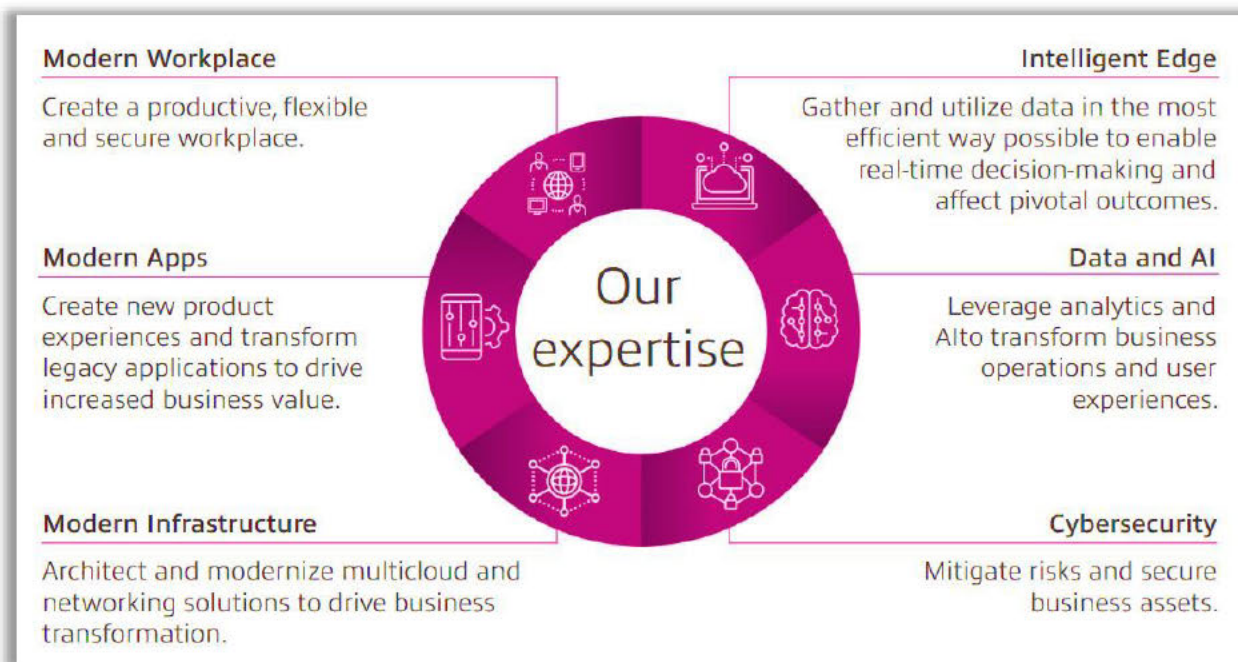 Modern Workplace
Create a productive, flexible
and secure workplace.
Modern Apps
Create new product
experiences and transform
legacy applications to drive
increased business value.
Modern Infrastructure
Architect and modernize multicloud and
networking solutions to drive business
transformation.
Our
expertise
Intelligent Edge
Gather and utilize data in the most
efficient way possible to enable
real-time decision-making and
affect pivotal outcomes.
Data and AI
Leverage analytics and
AIto transform business
operations and user
experiences.
Cybersecurity
Mitigate risks and secure
business assets.